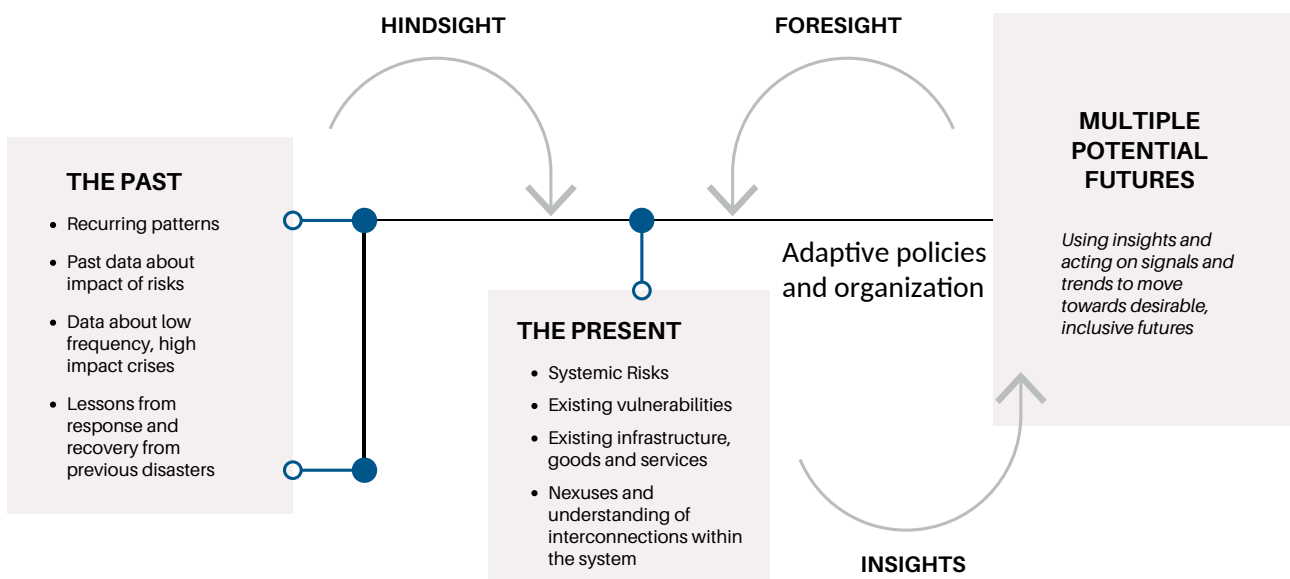 HINDSIGHT
FORESIGHT
THE PAST
• Recurring patterns
• Past data about
impact of risks
• Data about low
frequency, high
impact crises
• Lessons from
response and
recovery from
previous disasters
THE PRESENT
• Systemic Risks
• Existing vulnerabilities
• Existing infrastructure,
goods and services
• Nexuses and
understanding of
interconnections within
the system
Adaptive policies
and organization
MULTIPLE
POTENTIAL
FUTURES
Using insights and
acting on signals and
trends to move
towards desirable,
inclusive futures
INSIGHTS